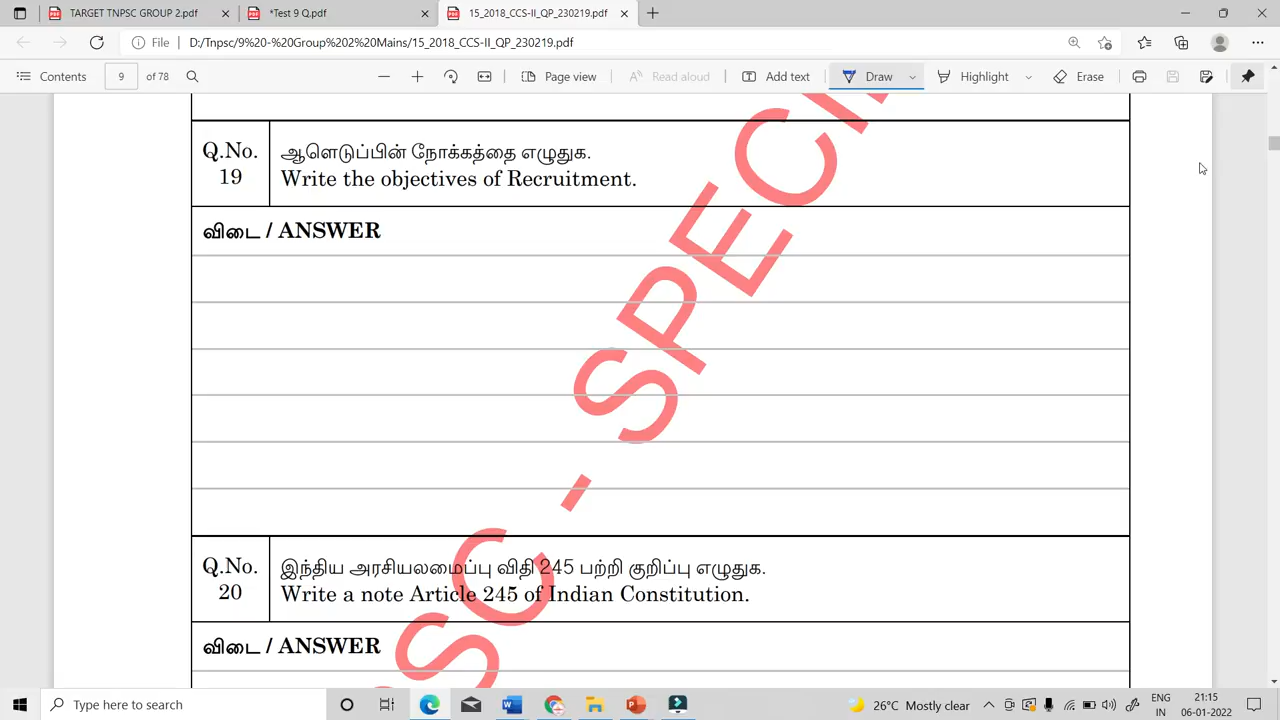 TARGET TNPSC GROUP 2.pdf
*Test 9 Q.pdf
15_2018_CCS-II_QP_230219.pdf
File
D:/Tnpsc/9%20-%20Group%202%20Mains/15_2018_CCS-II_QP_230219.pdf
Contents
9
of 78
Page view
Read aloud
Add text
Draw
Highlight
Erase
Q.No.
19
ஆளெடுப்பின் நோக்கத்தை எழுதுக.
Write the objectives of Recruitment.
விடை / ANSWER
SC - SPECI
Q.No.
20
இந்திய அரசியலமைப்பு விதி 245 பற்றி குறிப்பு எழுதுக.
Write a note Article 245 of Indian Constitution.
விடை / ANSWER
Type here to search
26°C Mostly clear
ENG
IN
21:15
06-01-2022